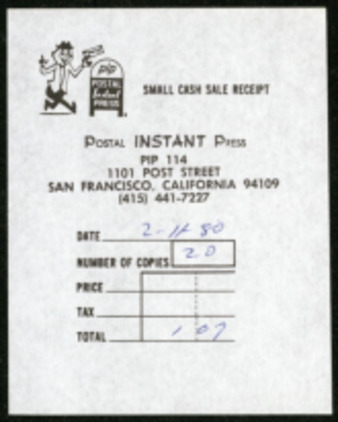 PIP
POSTAL
Instant
PRESS
SMALL CASH SALE RECEIPT
POSTAL INSTANT PRESS
PIP 114
1101 POST STREET
SAN FRANCISCO, CALIFORNIA 94109
(415) 441-7227
DATE 2-11-80
NUMBER OF COPIES 20
PRICE
TAX
TOTAL 1 07